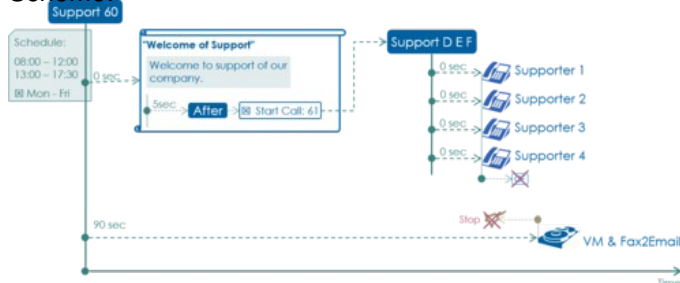 Support 60
Schedule:
08:00 – 12:00
13:00 – 17:30
☒ Mon - Fri
0 sec
"Welcome of Support"
Welcome to support of our
company.
5sec
After
☒ Start Call: 61
Support D E F
0 sec
Supporter 1
0 sec
Supporter 2
0 sec
Supporter 3
0 sec
Supporter 4
90 sec
Stop
VM & Fax2Email
Time